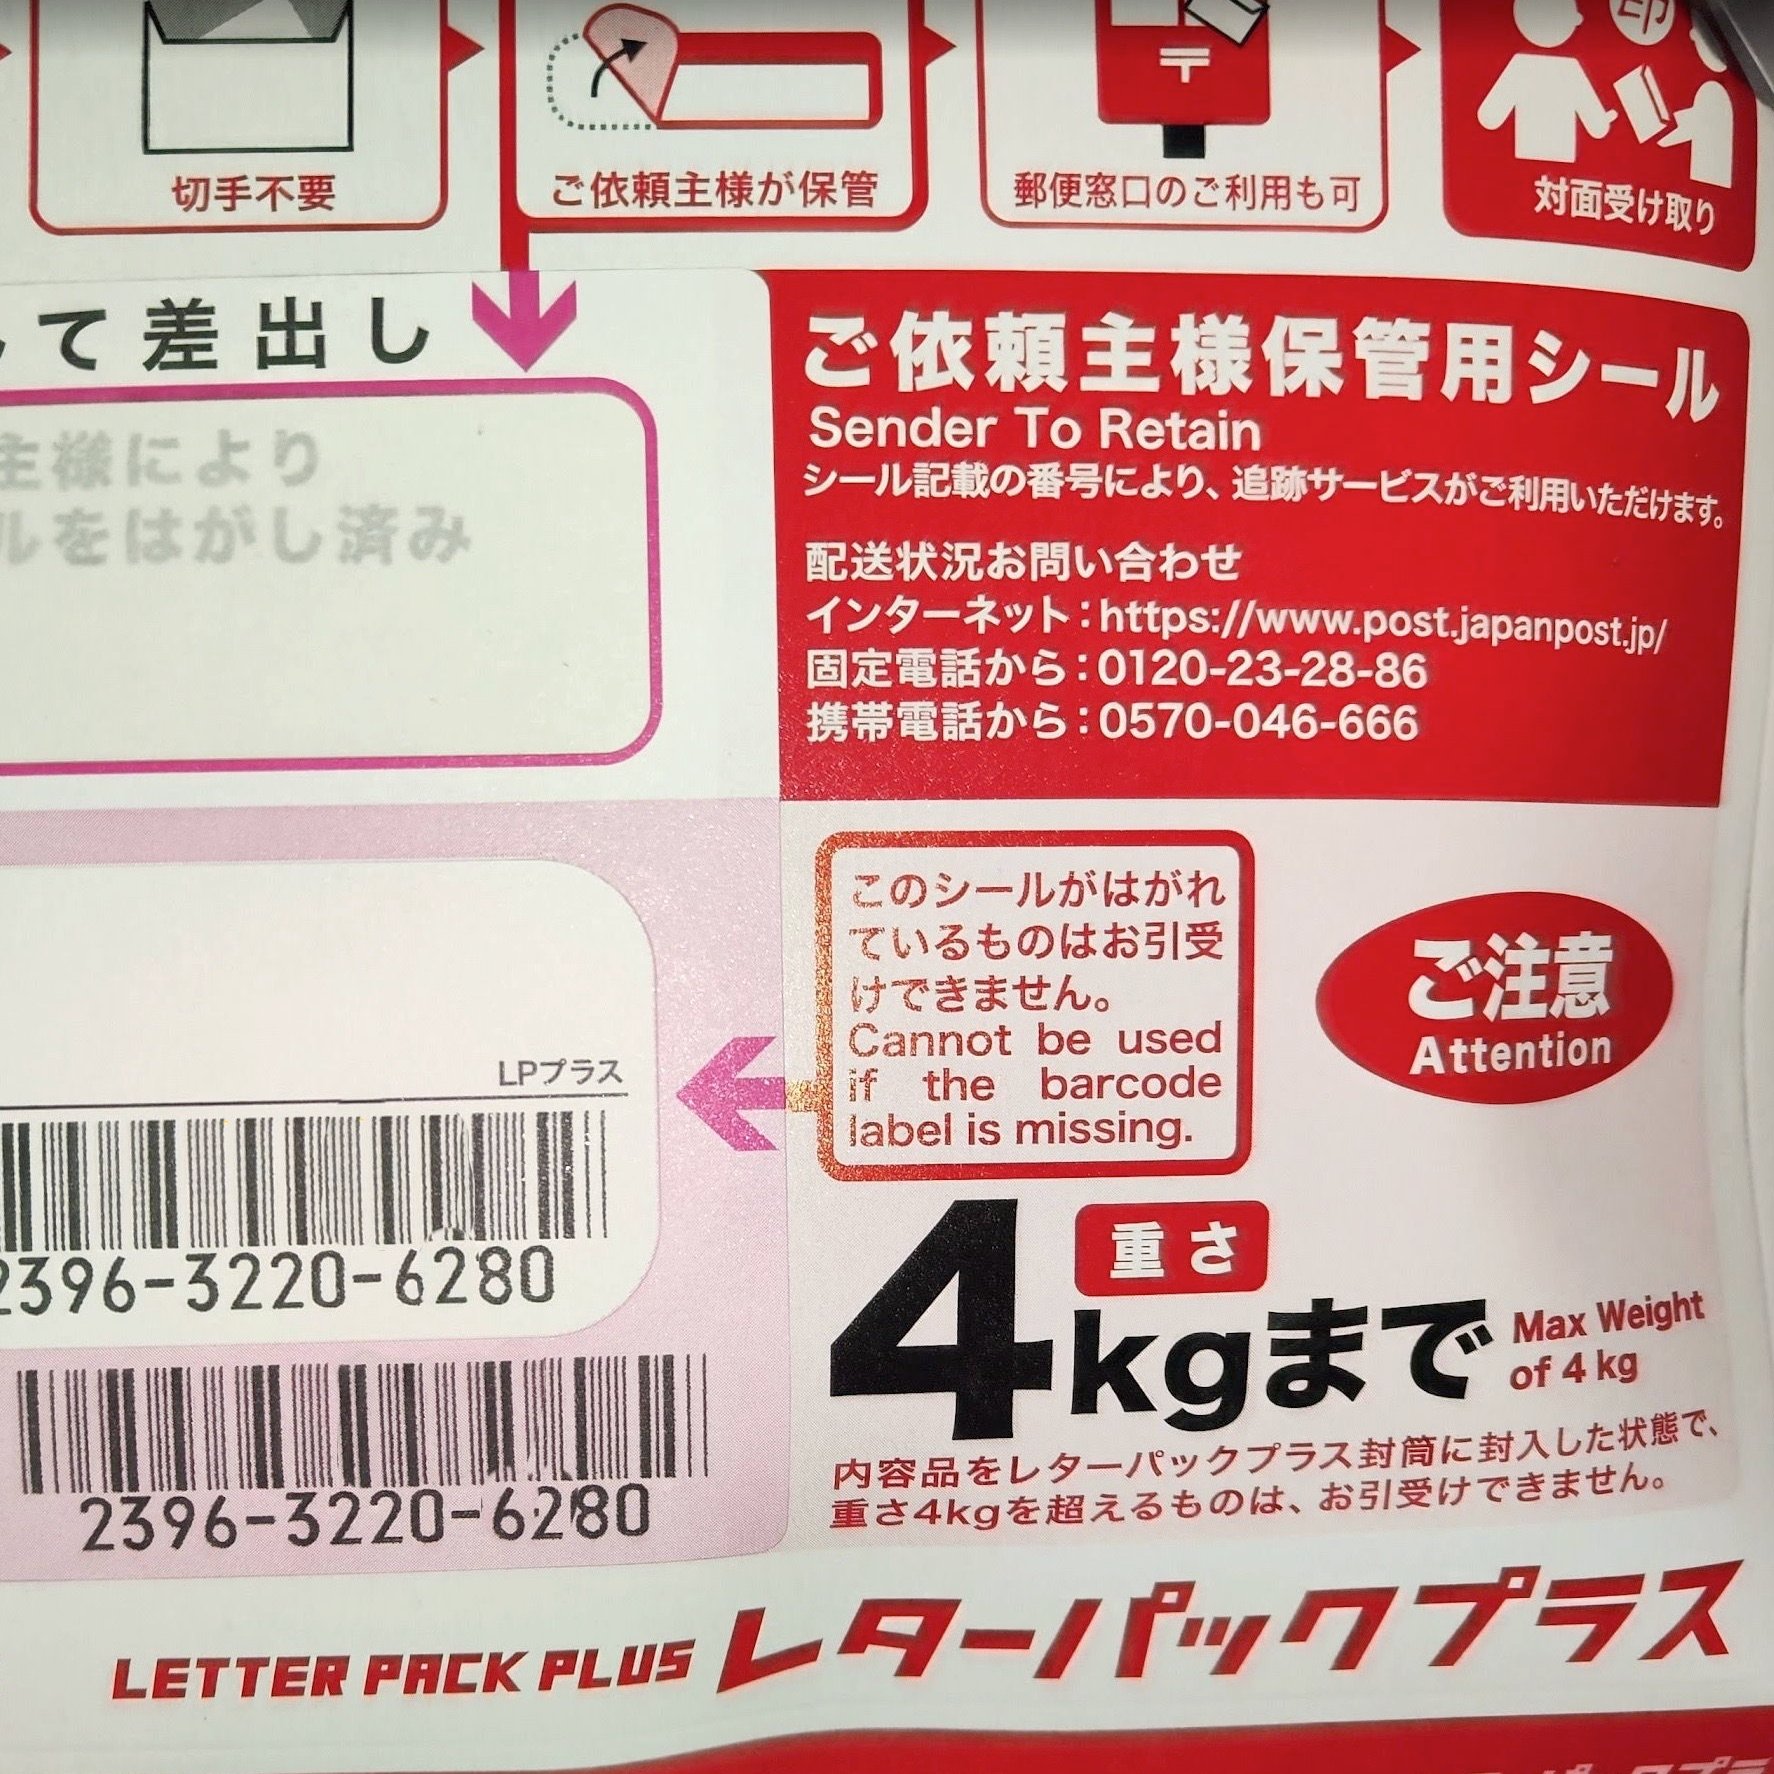 印
切手不要
ご依頼主様が保管
郵便窓口のご利用も可
対面受け取り
して差出し
主様により
ルをはがし済み
ご依頼主様保管用シール
Sender To Retain
シール記載の番号により、追跡サービスがご利用いただけます。
配送状況お問い合わせ
インターネット：https://www.post.japanpost.jp/
固定電話から：0120-23-28-86
携帯電話から：0570-046-666
このシールがはがれ
ているものはお引受
けできません。
Cannot be used
if the barcode
label is missing.
ご注意
Attention
LPプラス
2396-3220-6280
2396-3220-6280
重さ
4kgまで
Max Weight
of 4 kg
内容品をレターパックプラス封筒に封入した状態で、
重さ4kgを超えるものは、お引受けできません。
LETTER PACK PLUS レターパックプラス